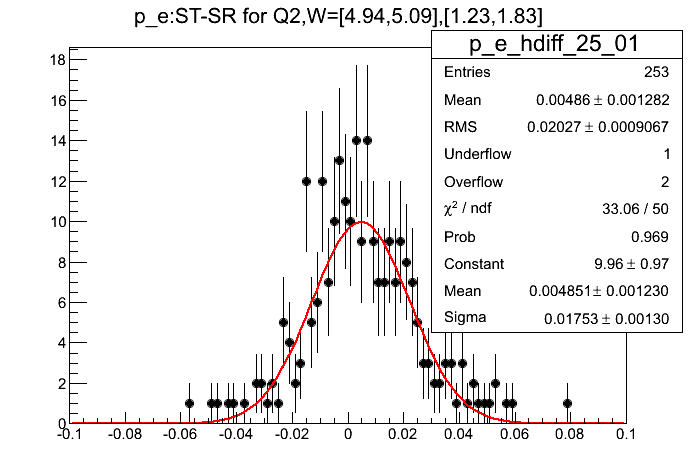 p_e:ST-SR for Q2,W=[4.94,5.09],[1.23,1.83]
p_e_hdiff_25_01
Entries 253
Mean 0.00486 ± 0.001282
RMS 0.02027 ± 0.0009067
Underflow 1
Overflow 2
χ² / ndf 33.06 / 50
Prob 0.969
Constant 9.96 ± 0.97
Mean 0.004851 ± 0.001230
Sigma 0.01753 ± 0.00130
18
16
14
12
10
8
6
4
2
0
-0.1 -0.08 -0.06 -0.04 -0.02 0 0.02 0.04 0.06 0.08 0.1